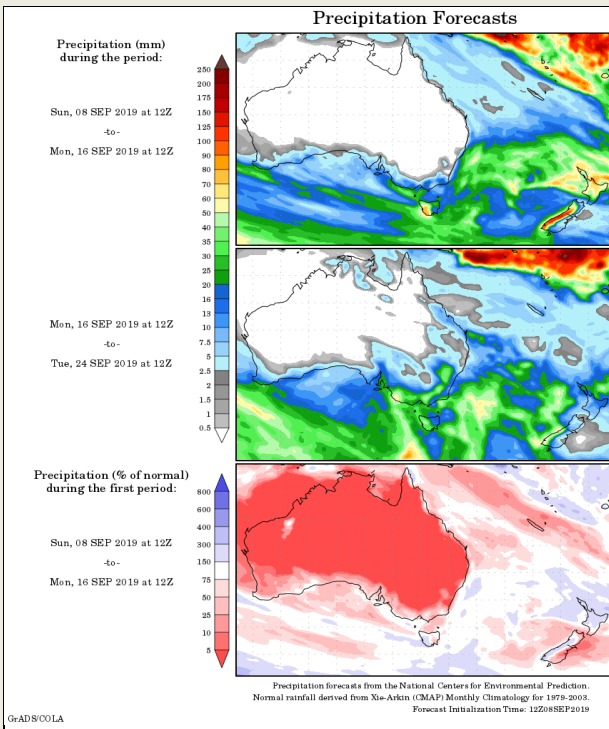 Precipitation Forecasts
Precipitation (mm)
during the period:
Sun, 08 SEP 2019 at 12Z
-to-
Mon, 16 SEP 2019 at 12Z
250
200
175
150
125
100
90
80
70
60
50
40
35
30
25
20
16
13
10
7.5
5
2.5
2
1.5
1
0.5
Mon, 16 SEP 2019 at 12Z
-to-
Tue, 24 SEP 2019 at 12Z
Precipitation (% of normal)
during the first period:
Sun, 08 SEP 2019 at 12Z
-to-
Mon, 16 SEP 2019 at 12Z
800
600
400
300
150
75
50
25
10
5
Precipitation forecasts from the National Centers for Environmental Prediction.
Normal rainfall derived from Xie-Arkin (CMAP) Monthly Climatology for 1979-2003.
Forecast Initialization Time: 12Z08SEP2019
GrADS/COLA